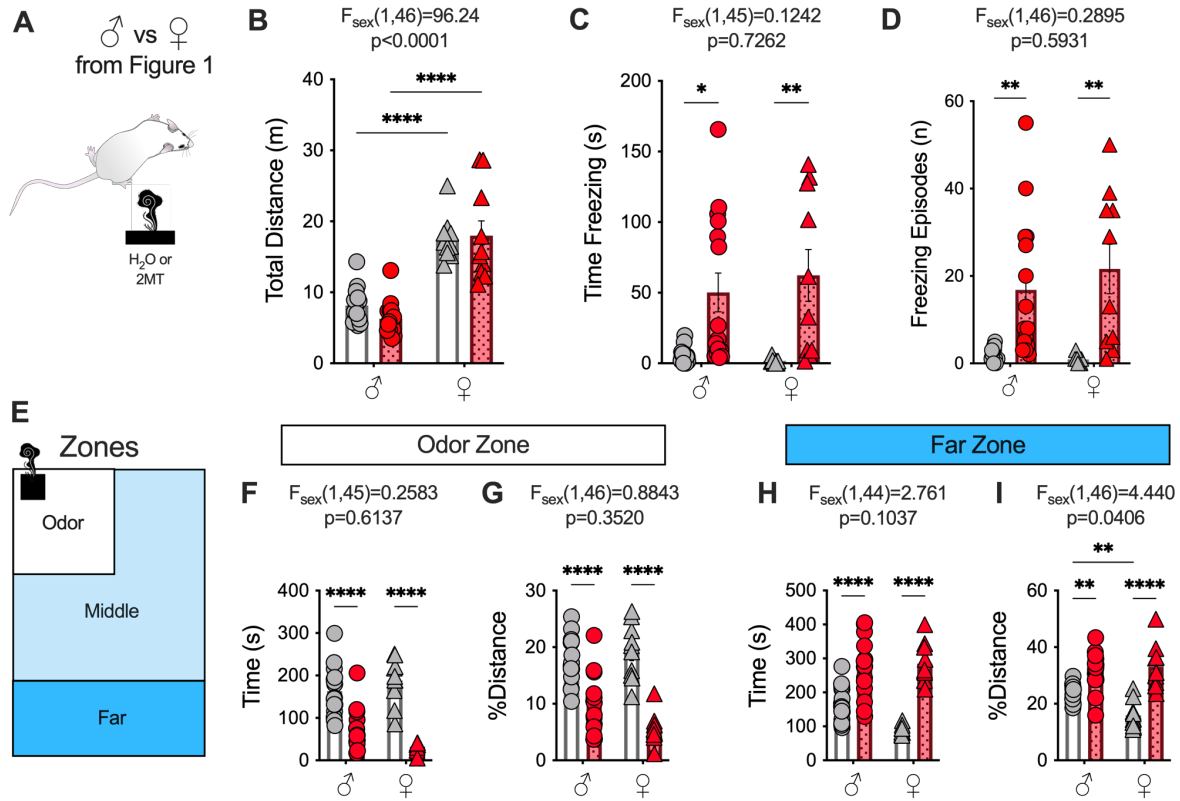 A
♂ vs ♀
from Figure 1
H2O or
2MT
B
Fsex(1,46)=96.24
p<0.0001
Total Distance (m)
40
30
20
10
0
****
****
♂
♀
C
Fsex(1,45)=0.1242
p=0.7262
Time Freezing (s)
200
150
100
50
0
*
**
♂
♀
D
Fsex(1,46)=0.2895
p=0.5931
Freezing Episodes (n)
60
40
20
0
**
**
♂
♀
E
Zones
Odor
Middle
Far
Odor Zone
Far Zone
F
Fsex(1,45)=0.2583
p=0.6137
Time (s)
400
300
200
100
0
****
****
♂
♀
G
Fsex(1,46)=0.8843
p=0.3520
%Distance
30
20
10
0
****
****
♂
♀
H
Fsex(1,44)=2.761
p=0.1037
Time (s)
500
400
300
200
100
0
****
****
♂
♀
I
Fsex(1,46)=4.440
p=0.0406
%Distance
60
40
20
0
**
**
****
♂
♀